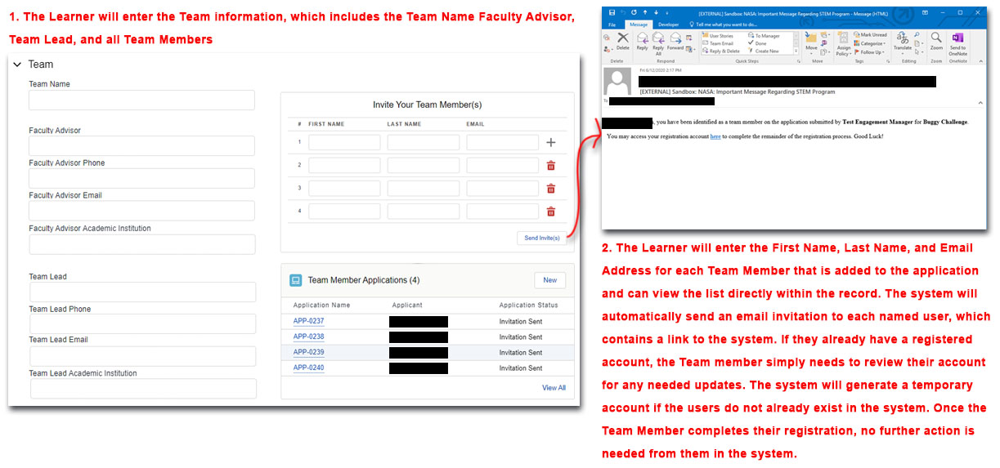 1. The Learner will enter the Team information, which includes the Team Name Faculty Advisor,
Team Lead, and all Team Members
Team
Team Name
Faculty Advisor
Faculty Advisor Phone
Faculty Advisor Email
Faculty Advisor Academic Institution
Team Lead
Team Lead Phone
Team Lead Email
Team Lead Academic Institution
Invite Your Team Member(s)
# FIRST NAME LAST NAME EMAIL
1
2
3
4
Send Invite(s)
Team Member Applications (4) New
Application Name Applicant Application Status
APP-0237 Invitation Sent
APP-0238 Invitation Sent
APP-0239 Invitation Sent
APP-0240 Invitation Sent
View All
[EXTERNAL] Sandbox: NASA: Important Message Regarding STEM Program - Message (HTML)
File Message Developer Tell me what you want to do...
Delete Reply Reply All Forward
User Stories To Manager
Team Email Done
Reply & Delete Create New
Move
Assign Policy
Mark Unread
Categorize
Follow Up
Translate
Zoom
Send to OneNote
Delete Respond Quick Steps Move Tags Editing Zoom OneNote
Fri 6/12/2020 2:17 PM
[EXTERNAL] Sandbox: NASA: Important Message Regarding STEM Program
To
, you have been identified as a team member on the application submitted by Test Engagement Manager for Buggy Challenge.
You may access your registration account here to complete the remainder of the registration process. Good Luck!
2. The Learner will enter the First Name, Last Name, and Email
Address for each Team Member that is added to the application
and can view the list directly within the record. The system will
automatically send an email invitation to each named user, which
contains a link to the system. If they already have a registered
account, the Team member simply needs to review their account
for any needed updates. The system will generate a temporary
account if the users do not already exist in the system. Once the
Team Member completes their registration, no further action is
needed from them in the system.